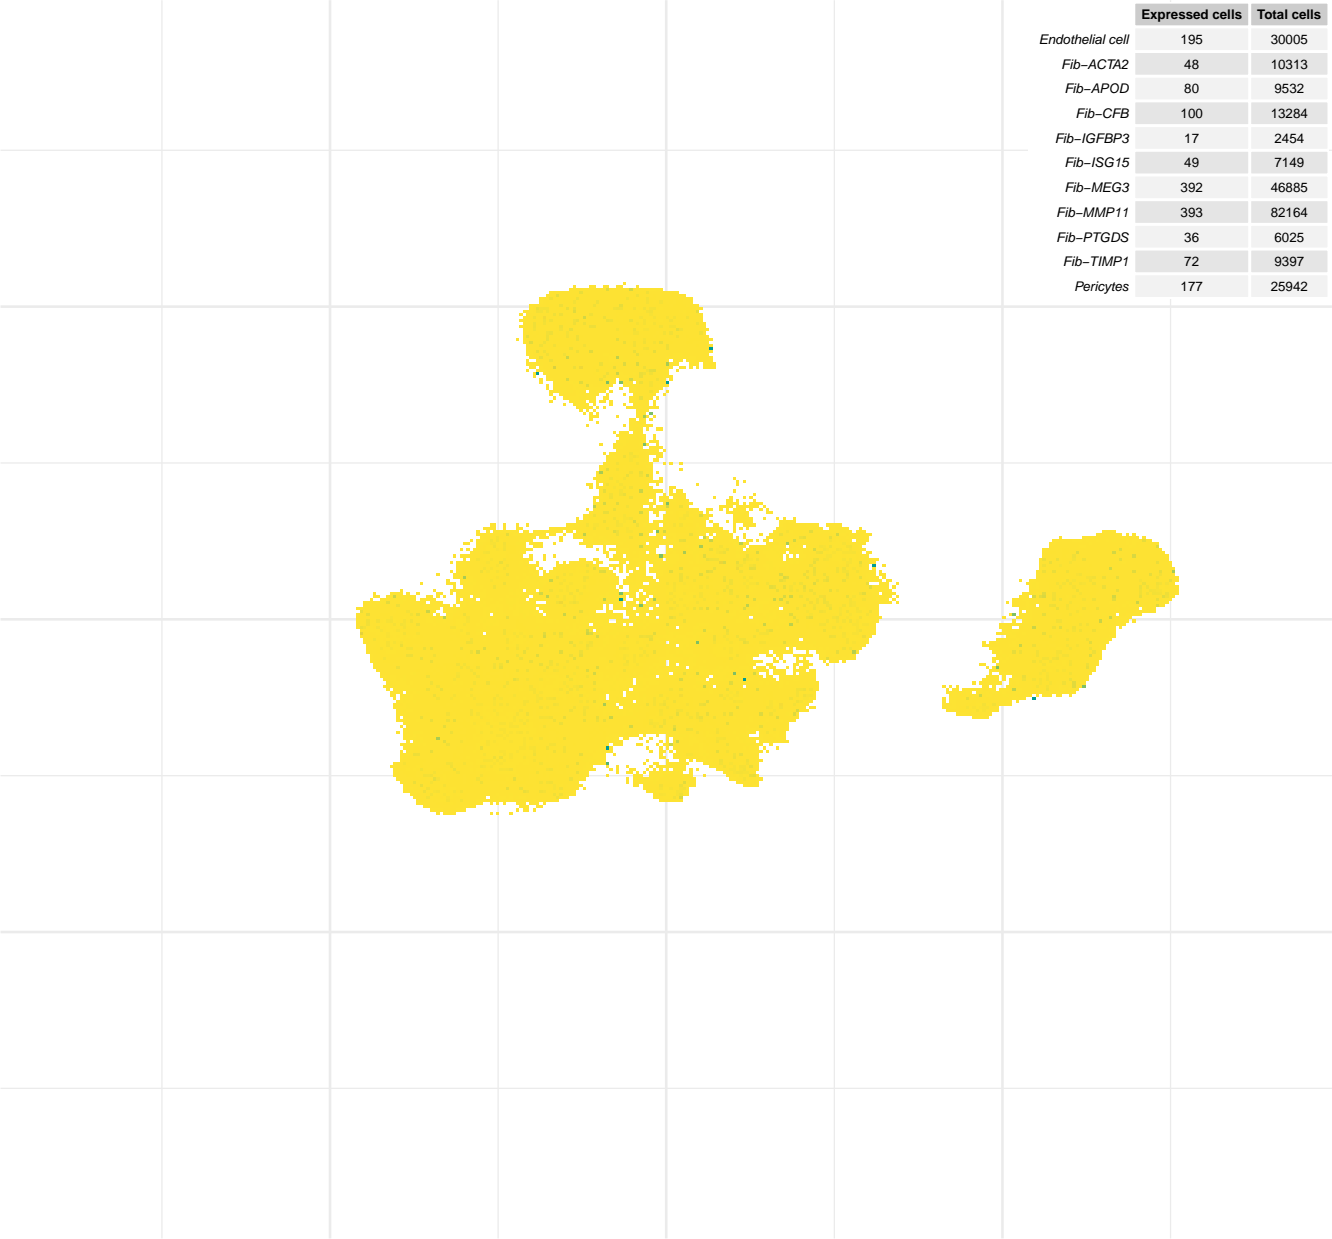 Expressed cells Total cells
Endothelial cell 195 30005
Fib−ACTA2 48 10313
Fib−APOD 80 9532
Fib−CFB 100 13284
Fib−IGFBP3 17 2454
Fib−ISG15 49 7149
Fib−MEG3 392 46885
Fib−MMP11 393 82164
Fib−PTGDS 36 6025
Fib−TIMP1 72 9397
Pericytes 177 25942